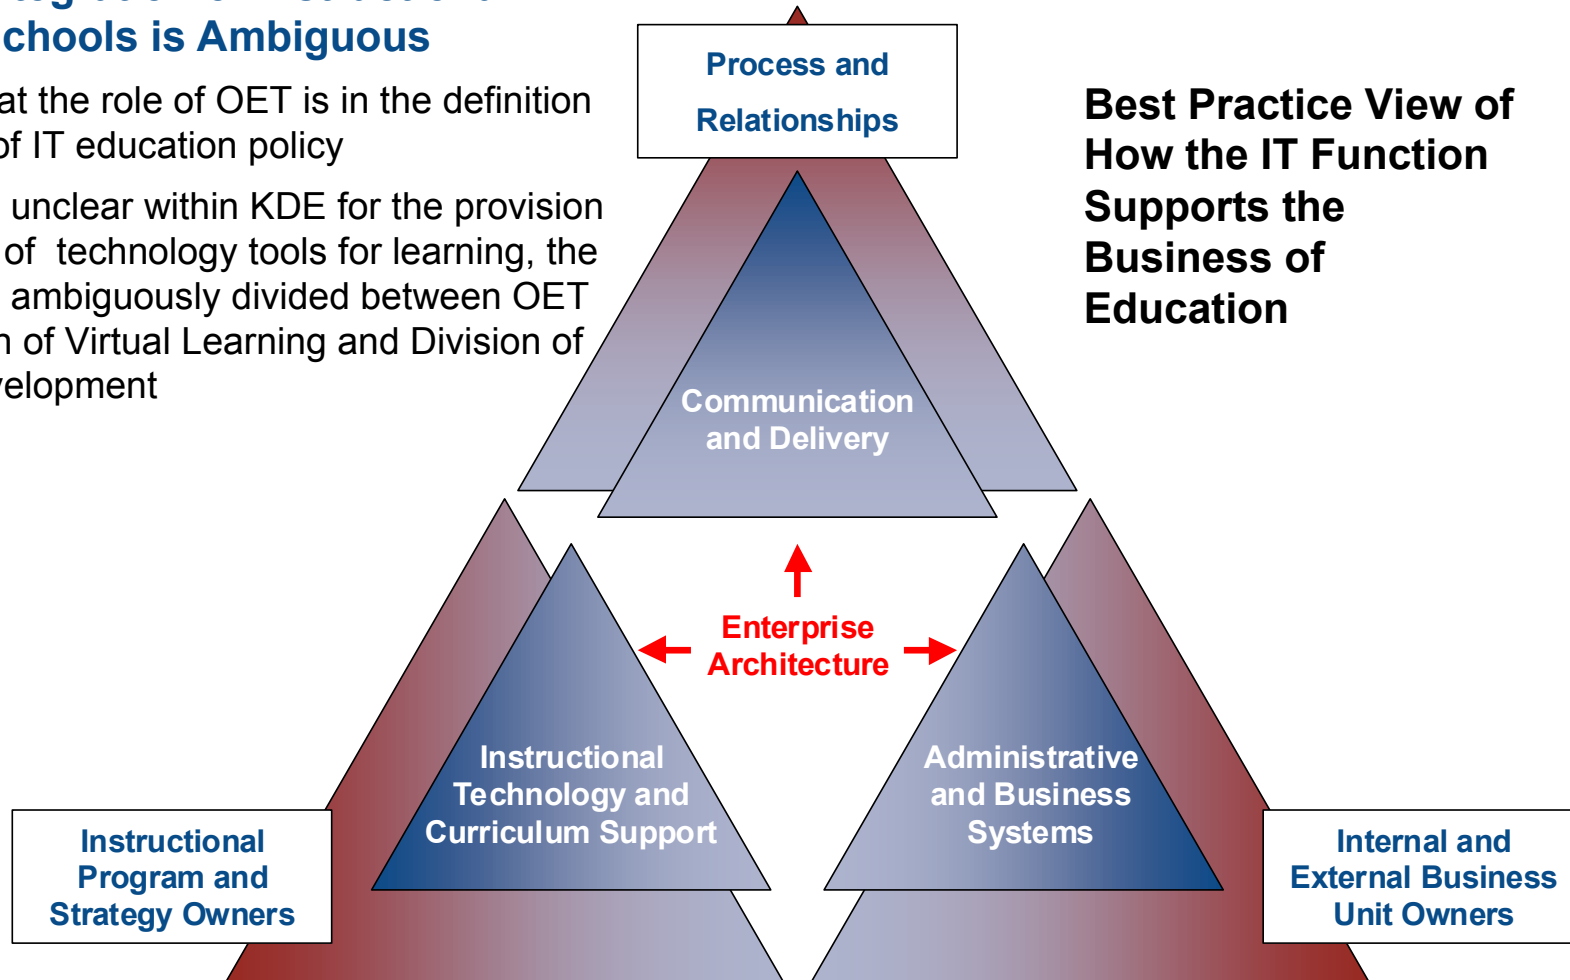 chools is Ambiguous
at the role of OET is in the definition
of IT education policy
unclear within KDE for the provision
of technology tools for learning, the
ambiguously divided between OET
n of Virtual Learning and Division of
velopment
Process and
Relationships
Best Practice View of
How the IT Function
Supports the
Business of
Education
Communication
and Delivery
Enterprise
Architecture
Instructional
Technology and
Curriculum Support
Administrative
and Business
Systems
Instructional
Program and
Strategy Owners
Internal and
External Business
Unit Owners